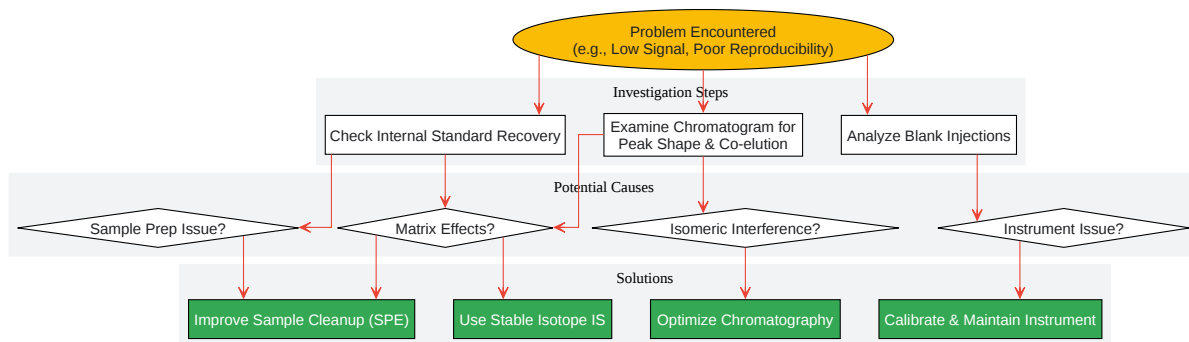 Problem Encountered
(e.g., Low Signal, Poor Reproducibility)
Investigation Steps
Check Internal Standard Recovery
Examine Chromatogram for
Peak Shape & Co-elution
Analyze Blank Injections
Potential Causes
Sample Prep Issue?
Matrix Effects?
Isomeric Interference?
Instrument Issue?
Solutions
Improve Sample Cleanup (SPE)
Use Stable Isotope IS
Optimize Chromatography
Calibrate & Maintain Instrument